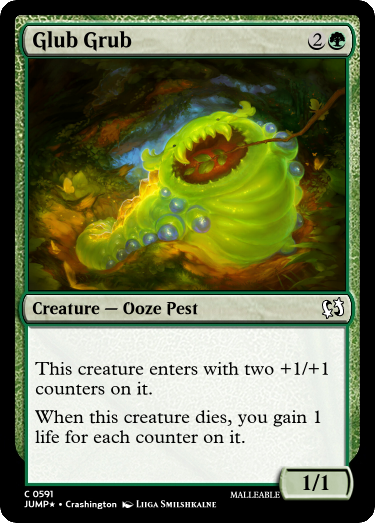 Glub Grub 2
Creature — Ooze Pest
This creature enters with two +1/+1
counters on it.
When this creature dies, you gain 1
life for each counter on it.
1/1
C 0591
MALLEABLE
JUMP★ • Crashington Liiga Smilshkalne